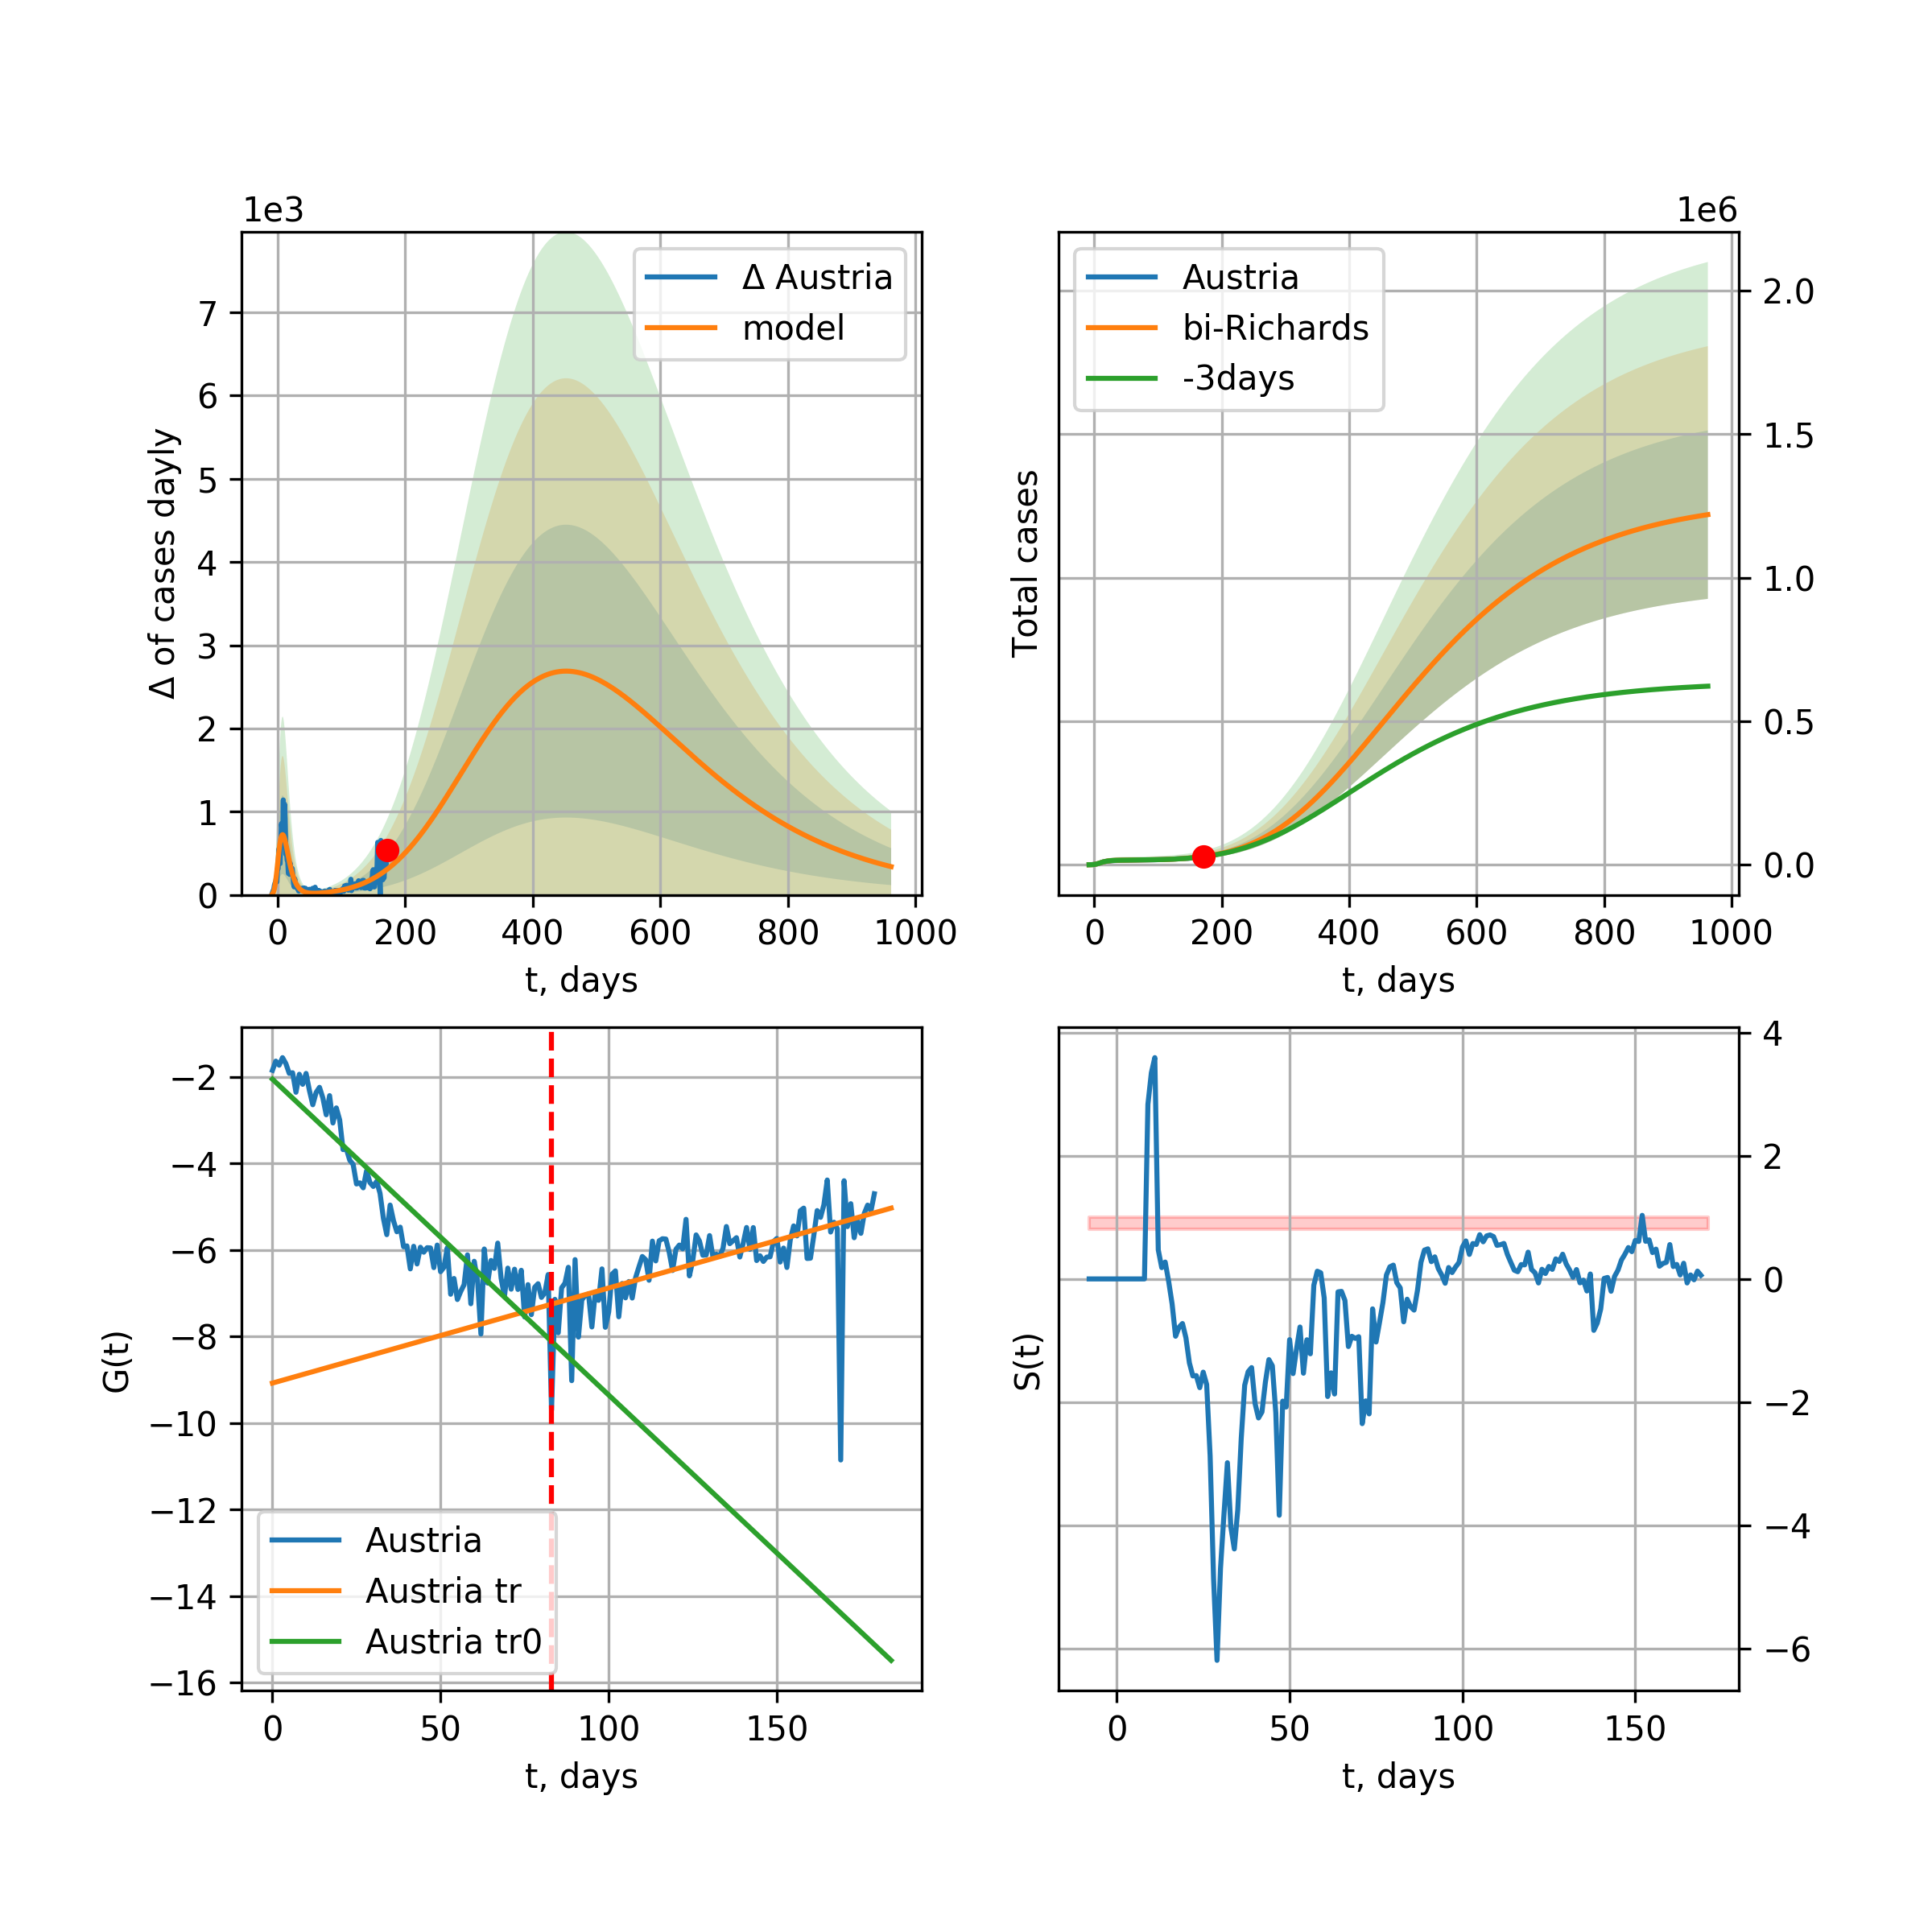 1e3
Δ of cases dayly
7
6
5
4
3
2
1
0
0 200 400 600 800 1000
t, days
Δ Austria
model
1e6
Total cases
2.0
1.5
1.0
0.5
0.0
0 200 400 600 800 1000
t, days
Austria
bi-Richards
-3days
G(t)
−2
−4
−6
−8
−10
−12
−14
−16
0 50 100 150
t, days
Austria
Austria tr
Austria tr0
S(t)
4
2
0
−2
−4
−6
0 50 100 150
t, days